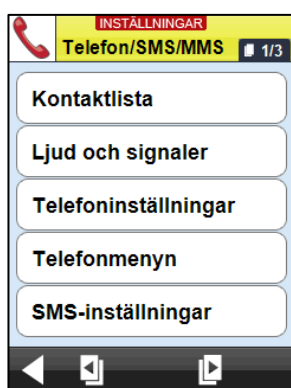 INSTÄLLNINGAR
Telefon/SMS/MMS
1/3
Kontaktlista
Ljud och signaler
Telefoninställningar
Telefonmenyn
SMS-inställningar